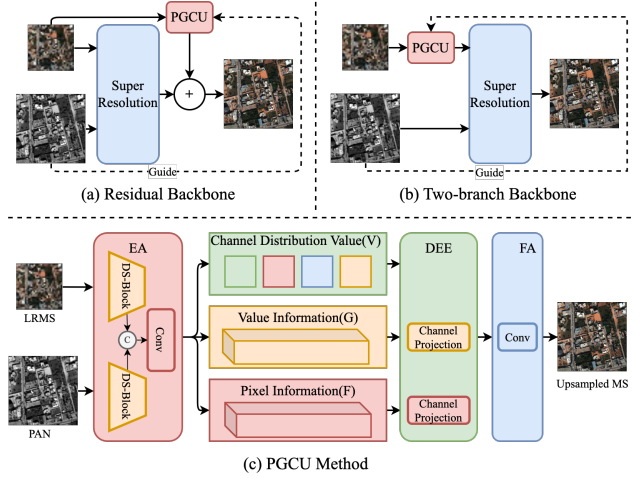 PGCU
Super
Resolution
+
Guide
(a) Residual Backbone
PGCU
Super
Resolution
Guide
(b) Two-branch Backbone
EA
DS-Block
C
Conv
DS-Block
LRMS
PAN
Channel Distribution Value(V)
Value Information(G)
Pixel Information(F)
DEE
Channel
Projection
Channel
Projection
FA
Conv
Upsampled MS
(c) PGCU Method